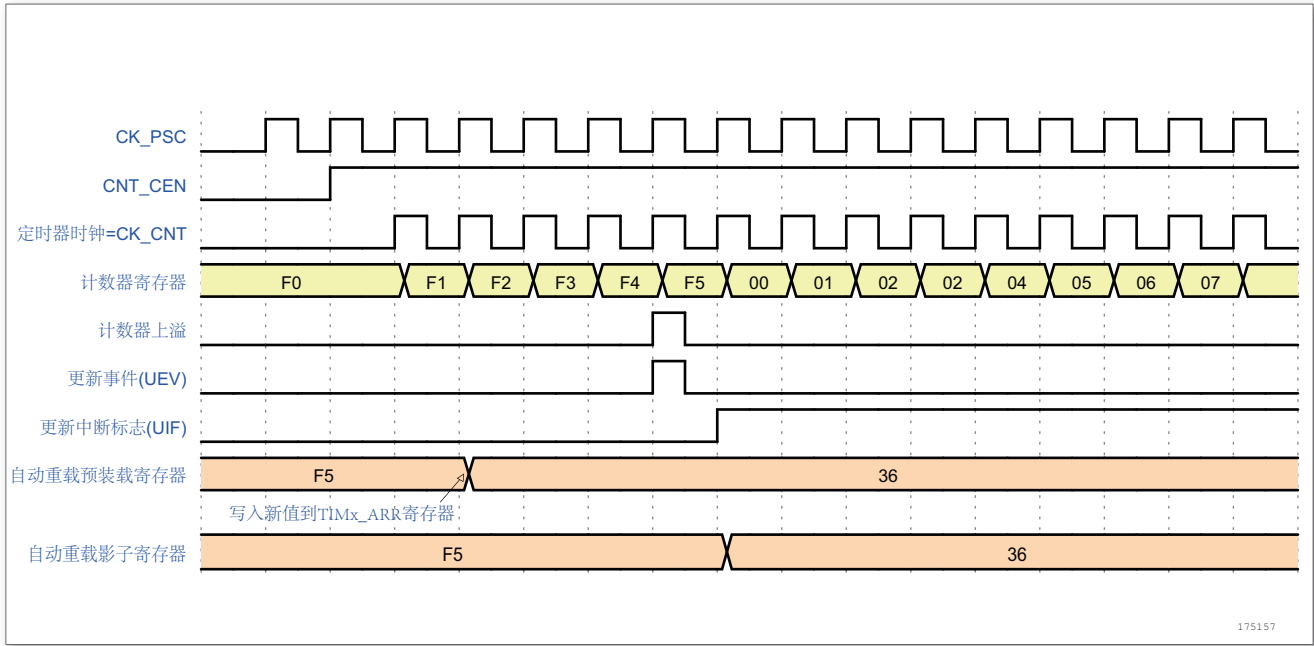 CK_PSC
CNT_CEN
定时器时钟=CK_CNT
计数器寄存器 F0 F1 F2 F3 F4 F5 00 01 02 02 04 05 06 07
计数器上溢
更新事件(UEV)
更新中断标志(UIF)
自动重载预装载寄存器 F5 36
写入新值到TIMx_ARR寄存器
自动重载影子寄存器 F5 36
175157